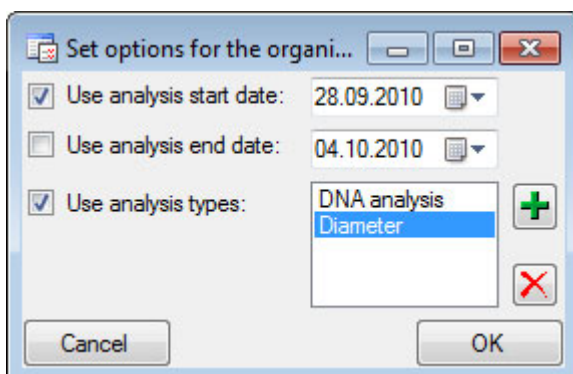 Set options for the organi...
Use analysis start date: 28.09.2010
Use analysis end date: 04.10.2010
Use analysis types: DNA analysis
Diameter
Cancel OK